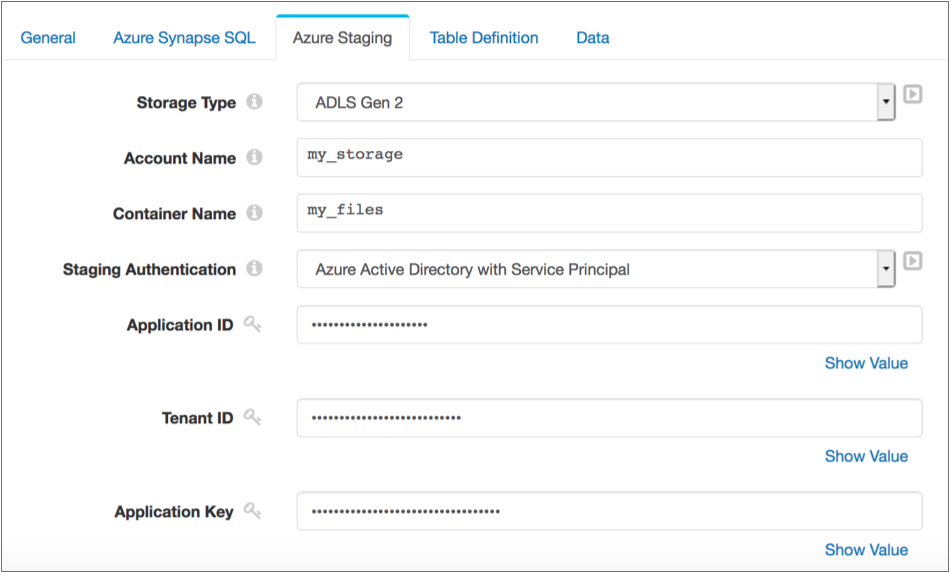 General Azure Synapse SQL Azure Staging Table Definition Data
Storage Type ADLS Gen 2
Account Name my_storage
Container Name my_files
Staging Authentication Azure Active Directory with Service Principal
Application ID •••••••••••••••••••••
Show Value
Tenant ID •••••••••••••••••••••••••••
Show Value
Application Key ••••••••••••••••••••••••••••••••••
Show Value